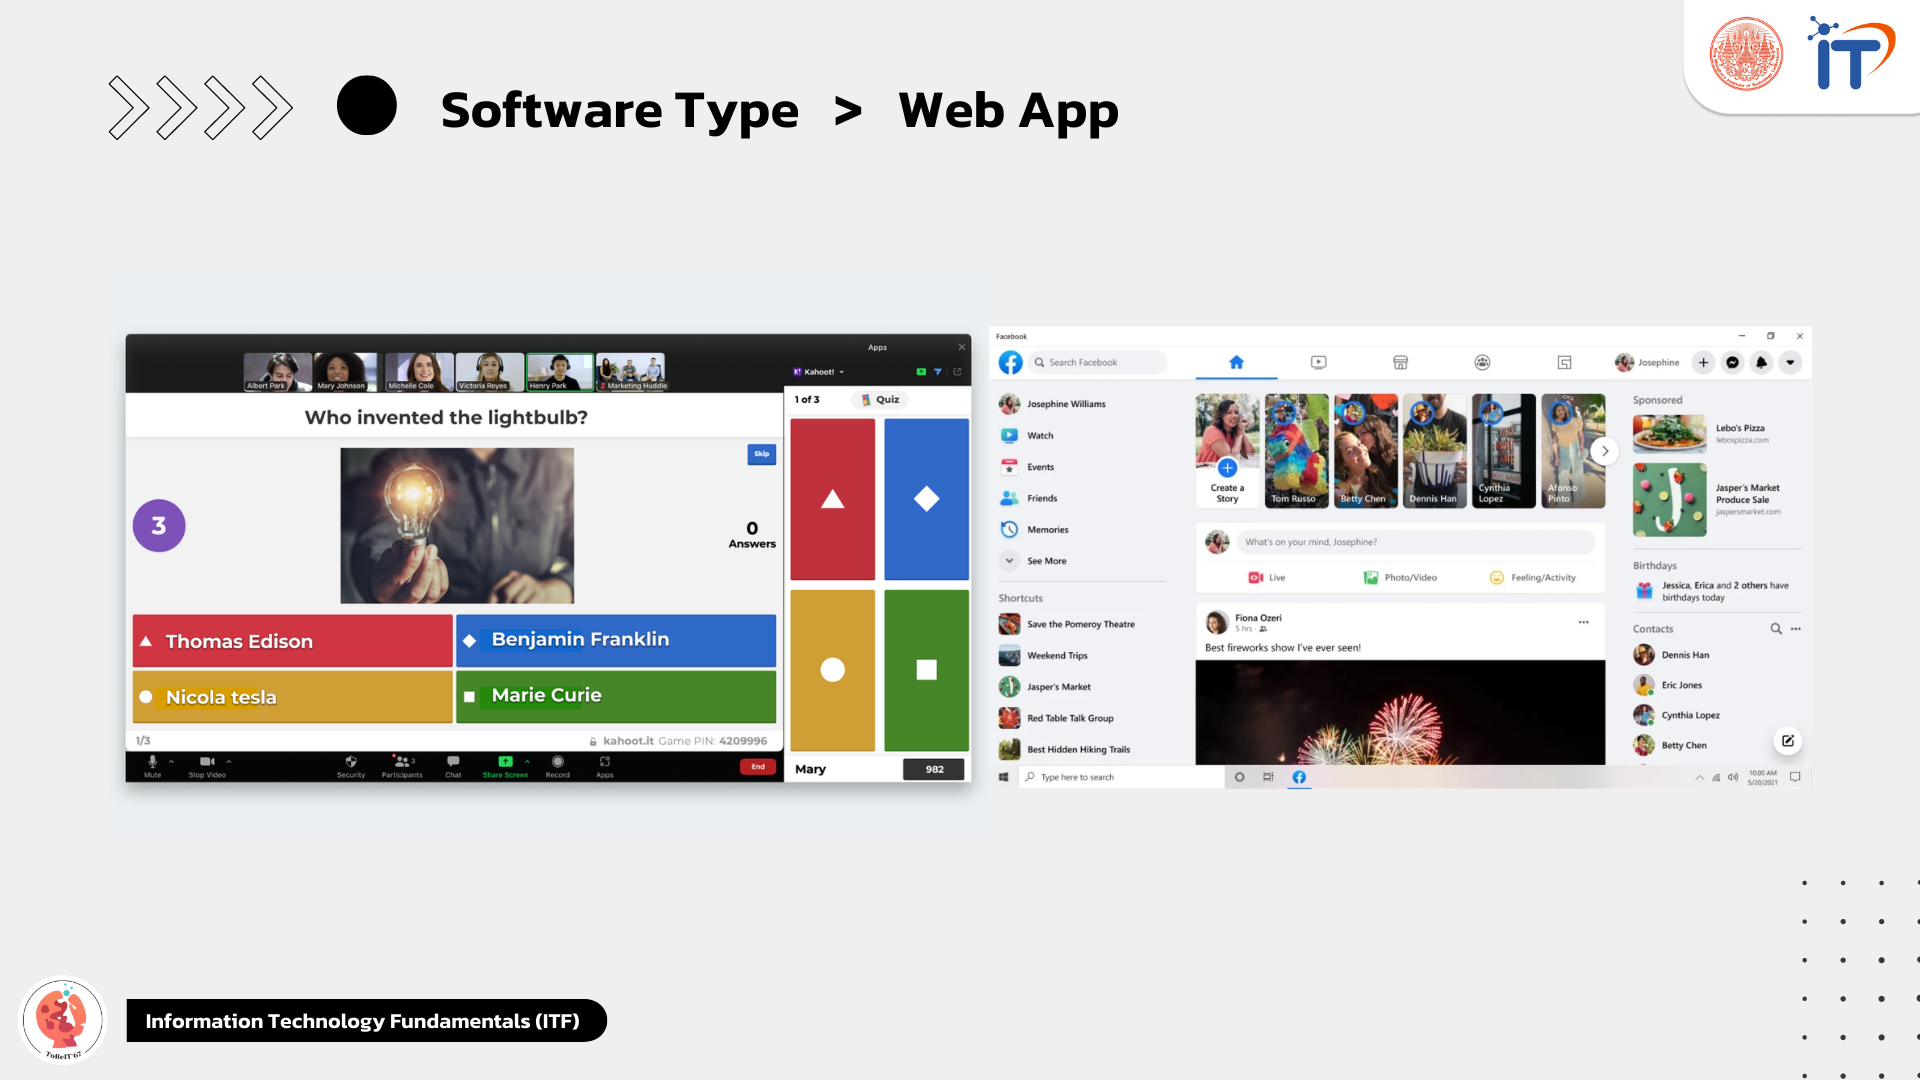 Software Type > Web App
IT
Apps
Albert Park
Mary Johnson
Michelle Cole
Victoria Reyes
Henry Park
Marketing Huddle
K! Kahoot!
Who invented the lightbulb?
1 of 3
Quiz
Skip
3
0
Answers
Thomas Edison
Benjamin Franklin
Nicola tesla
Marie Curie
1/3
kahoot.it Game PIN: 4209996
Mute
Stop Video
Security
Participants
3
Chat
Share Screen
Record
Apps
End
Mary
982
Facebook
Search Facebook
Josephine
Josephine Williams
Watch
Events
Friends
Memories
See More
Shortcuts
Save the Pomeroy Theatre
Weekend Trips
Jasper's Market
Red Table Talk Group
Best Hidden Hiking Trails
Create a
Story
Tom Russo
Betty Chen
Dennis Han
Cynthia
Lopez
Afonso
Pinto
What's on your mind, Josephine?
Live
Photo/Video
Feeling/Activity
Fiona Ozeri
5 hrs ·
Best fireworks show I've ever seen!
Sponsored
Lebo's Pizza
lebospizza.com
Jasper's Market
Produce Sale
jaspersmarket.com
Birthdays
Jessica, Erica and 2 others have
birthdays today
Contacts
Dennis Han
Eric Jones
Cynthia Lopez
Betty Chen
Type here to search
10:00 AM
5/20/2021
ToBeIT'67
Information Technology Fundamentals (ITF)